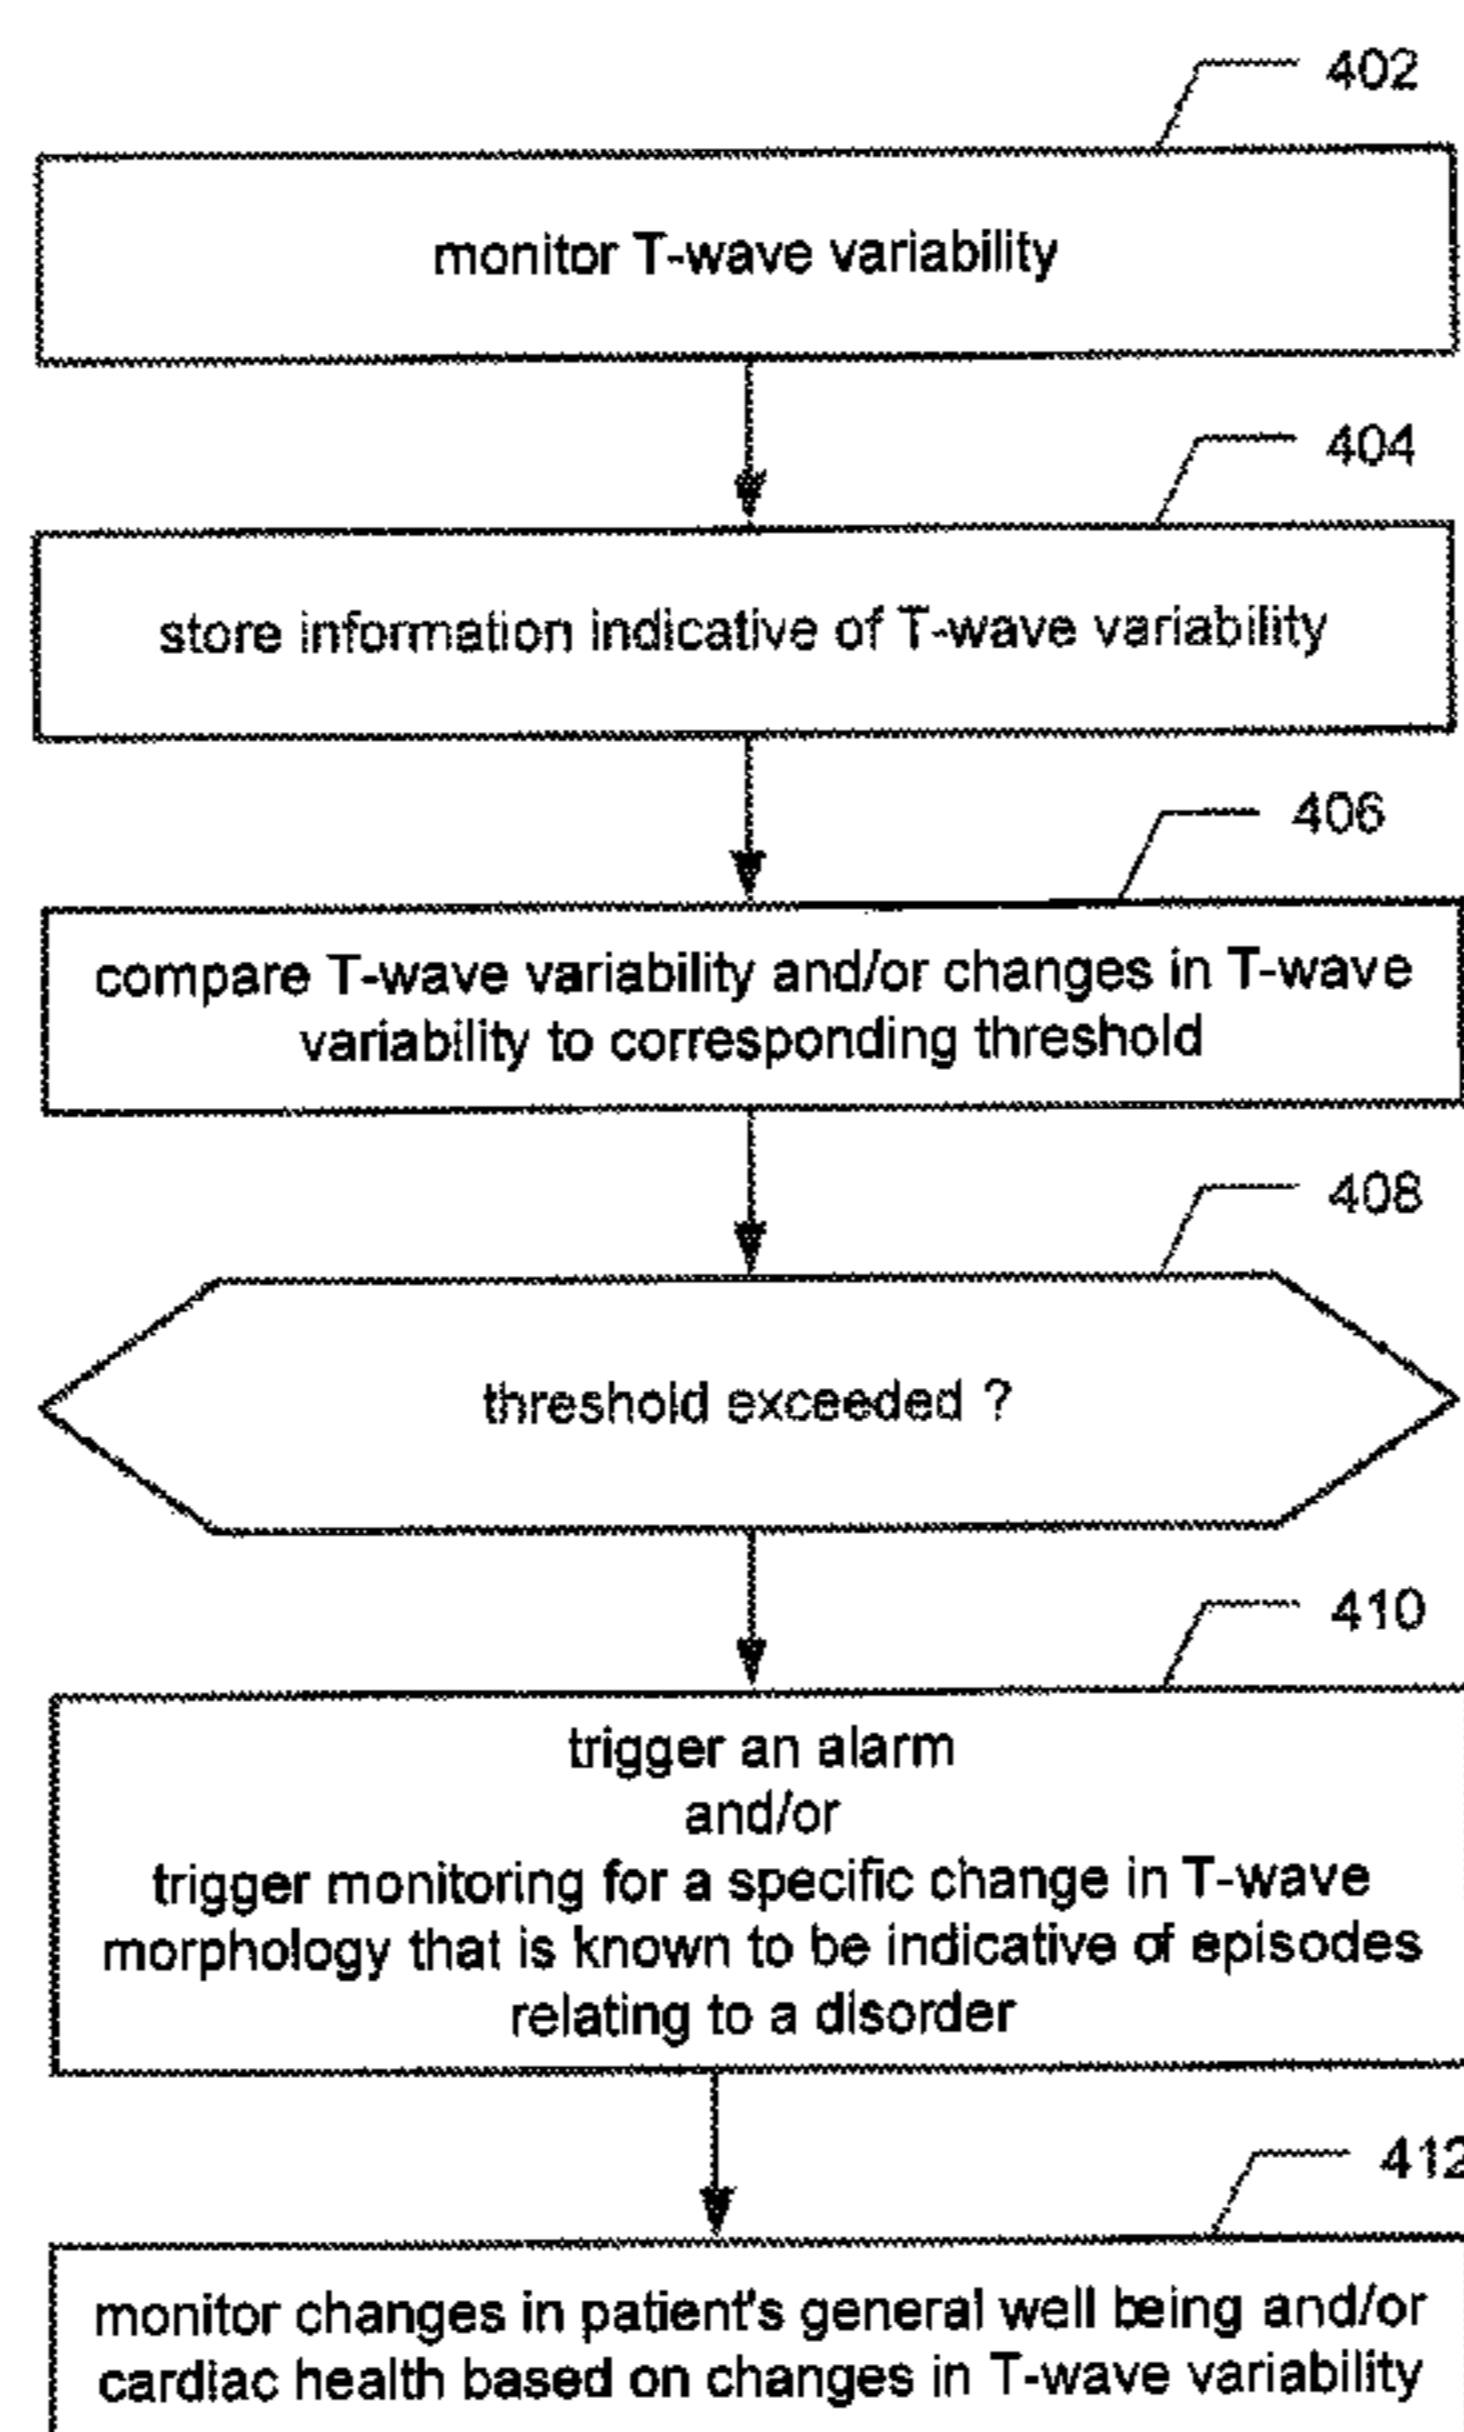 402
monitor T-wave variability
404
store information indicative of T-wave variability
406
compare T-wave variability and/or changes in T-wave
variability to corresponding threshold
408
threshold exceeded ?
410
trigger an alarm
and/or
trigger monitoring for a specific change in T-wave
morphology that is known to be indicative of episodes
relating to a disorder
412
monitor changes in patient's general well being and/or
cardiac health based on changes in T-wave variability